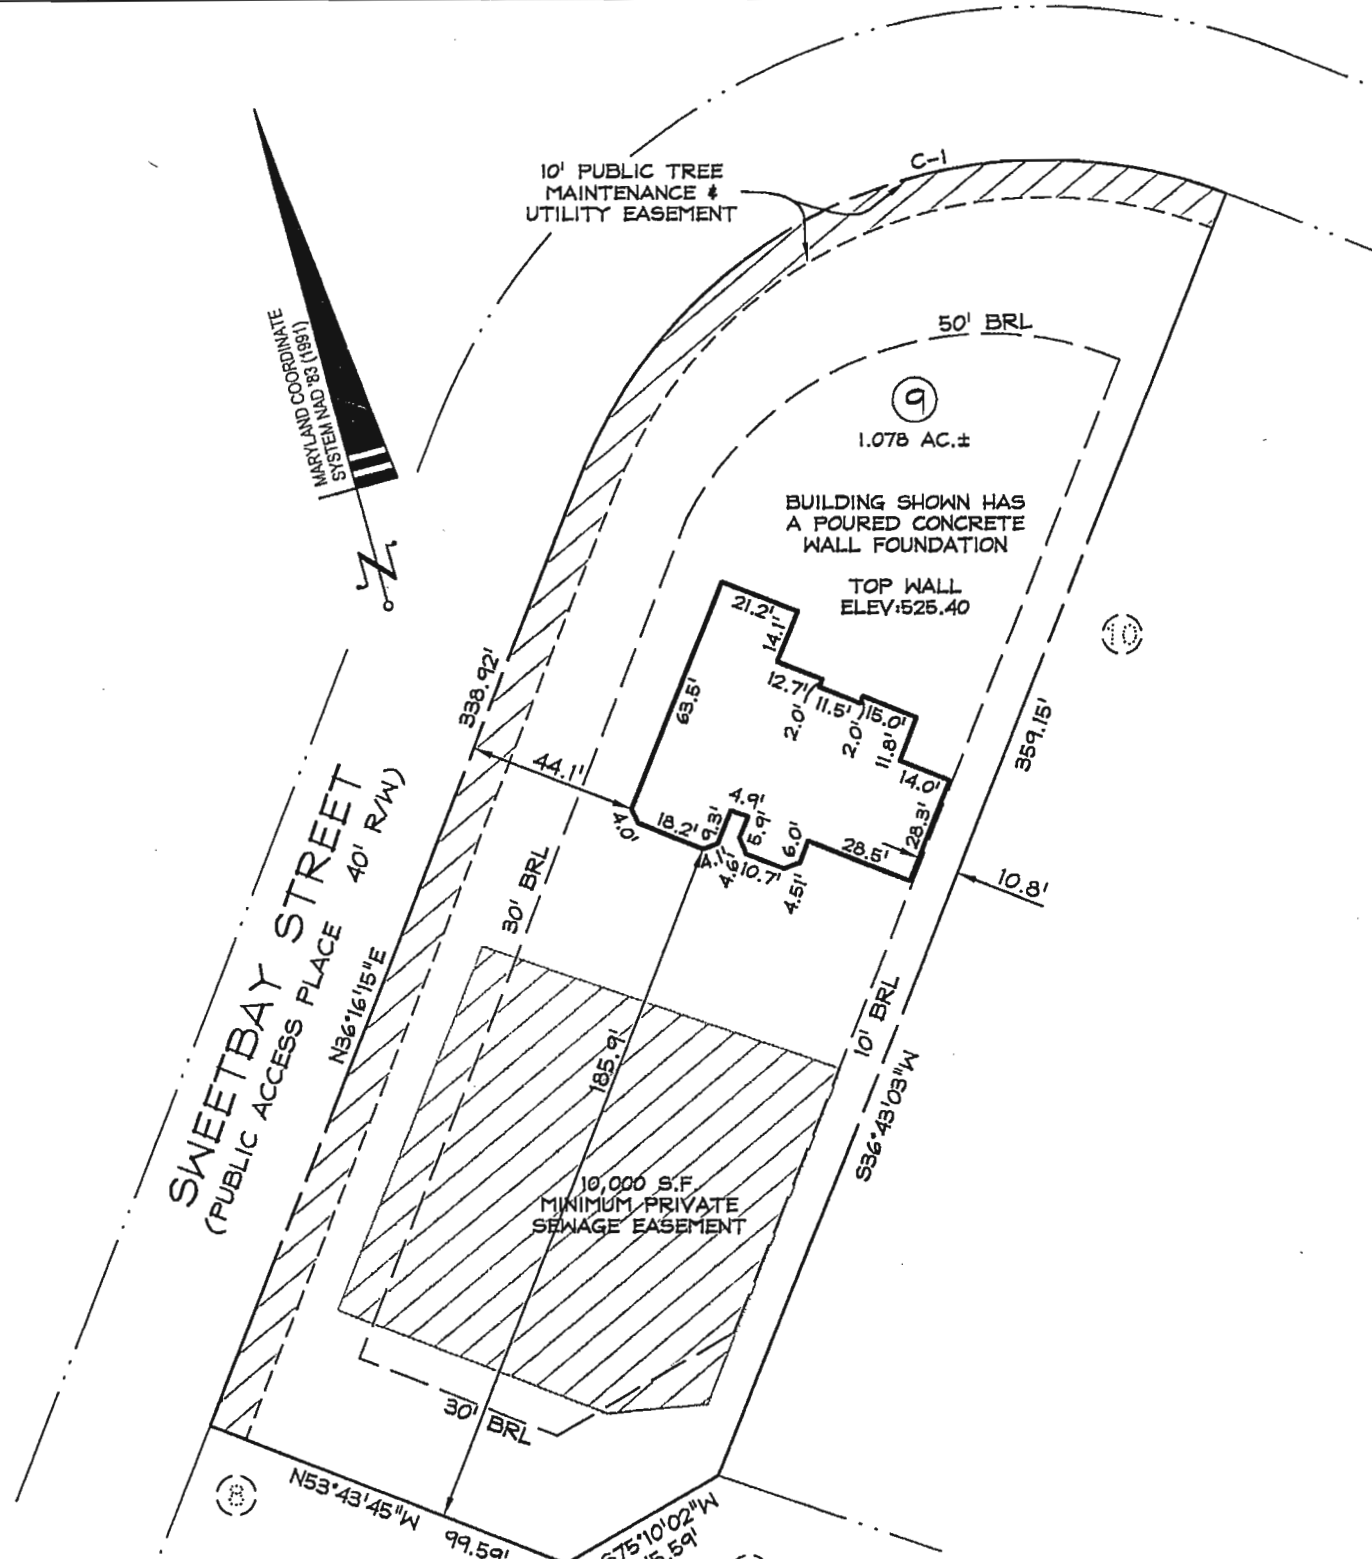 10' PUBLIC TREE
MAINTENANCE &
UTILITY EASEMENT
C-1
MARYLAND COORDINATE
SYSTEM NAD '83 (1991)
50' BRL
9
1.078 AC.±
BUILDING SHOWN HAS
A POURED CONCRETE
WALL FOUNDATION
TOP WALL
ELEV:525.40
10
21.2'
14.1'
12.7'
2.0'
11.5'
2.0'
15.0'
11.8'
14.0'
28.3'
28.5'
63.5'
338.92'
359.15'
44.1'
4.0'
18.2'
9.3'
4.9'
5.9'
4.6'
10.7'
4.51'
6.0'
10.8'
SWEETBAY STREET
(PUBLIC ACCESS PLACE 40' R/W)
N36°16'15"E
30' BRL
185.9'
10' BRL
S36°43'03"W
10,000 S.F.
MINIMUM PRIVATE
SEWAGE EASEMENT
30' BRL
8
N53°43'45"W
99.59'
S75°10'02"W
5.59'